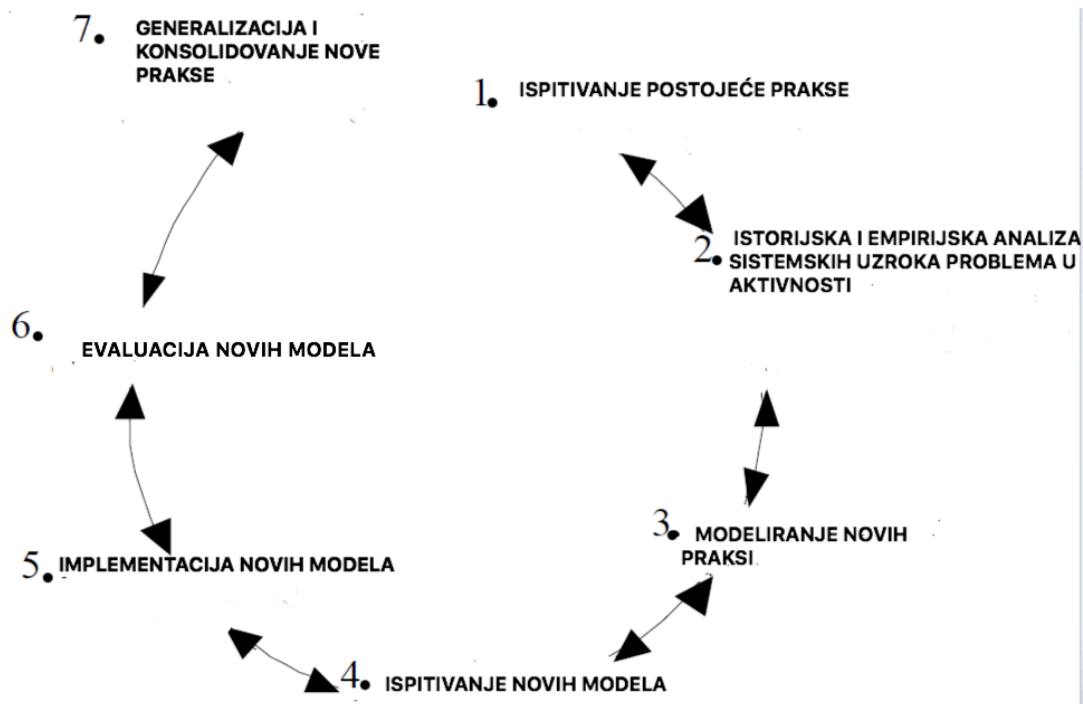 7. GENERALIZACIJA I
KONSOLIDOVANJE NOVE
PRAKSE
1. ISPITIVANJE POSTOJEĆE PRAKSE
2. ISTORIJSKA I EMPIRIJSKA ANALIZA
SISTEMSKIH UZROKA PROBLEMA U
AKTIVNOSTI
6. EVALUACIJA NOVIH MODELA
3. MODELIRANJE NOVIH
PRAKSI
5. IMPLEMENTACIJA NOVIH MODELA
4. ISPITIVANJE NOVIH MODELA